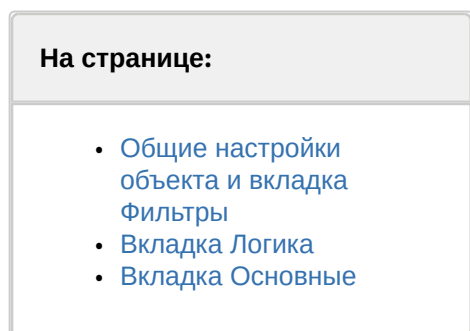 На странице:
Общие настройки
объекта и вкладка
Фильтры
Вкладка Логика
Вкладка Основные